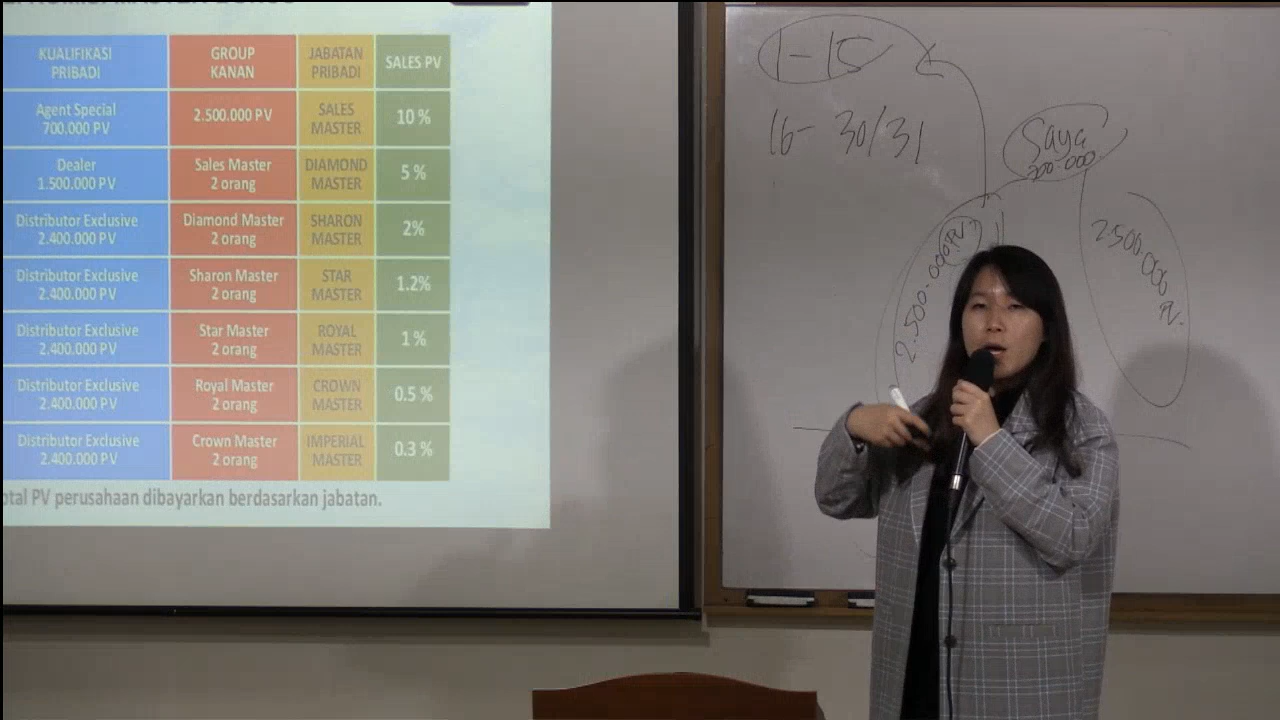 KUALIFIKASI
PRIBADI
GROUP
KANAN
JABATAN
PRIBADI
SALES PV
Agent Special
700.000 PV
2.500.000 PV
SALES
MASTER
10 %
Dealer
1.500.000 PV
Sales Master
2 orang
DIAMOND
MASTER
5 %
Distributor Exclusive
2.400.000 PV
Diamond Master
2 orang
SHARON
MASTER
2%
Distributor Exclusive
2.400.000 PV
Sharon Master
2 orang
STAR
MASTER
1.2%
Distributor Exclusive
2.400.000 PV
Star Master
2 orang
ROYAL
MASTER
1 %
Distributor Exclusive
2.400.000 PV
Royal Master
2 orang
CROWN
MASTER
0.5 %
Distributor Exclusive
2.400.000 PV
Crown Master
2 orang
IMPERIAL
MASTER
0.3 %
otal PV perusahaan dibayarkan berdasarkan jabatan.
1-15
16- 30/31
Saya
2.500.000 PV
2.500.000 PV.